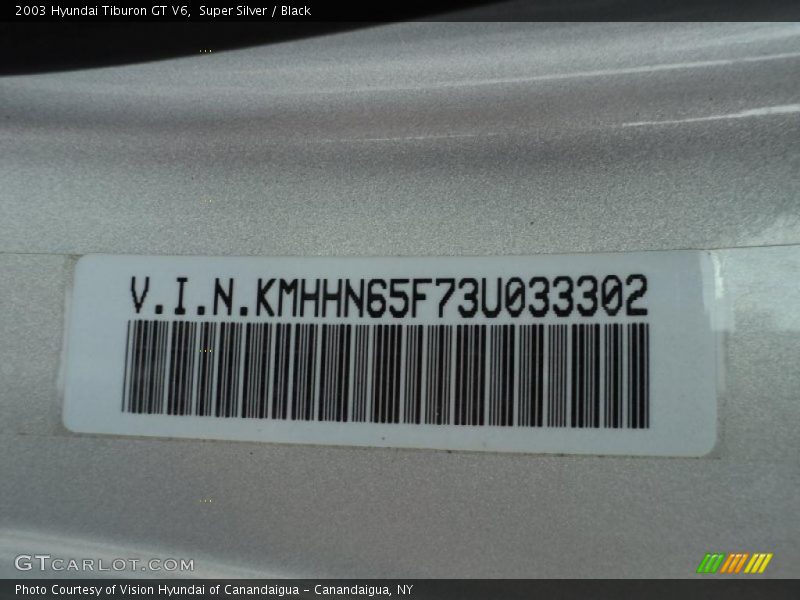 2003 Hyundai Tiburon GT V6,  Super Silver / Black
V.I.N.KMHHN65F73U033302
GTCARLOT.COM
Photo Courtesy of Vision Hyundai of Canandaigua – Canandaigua, NY